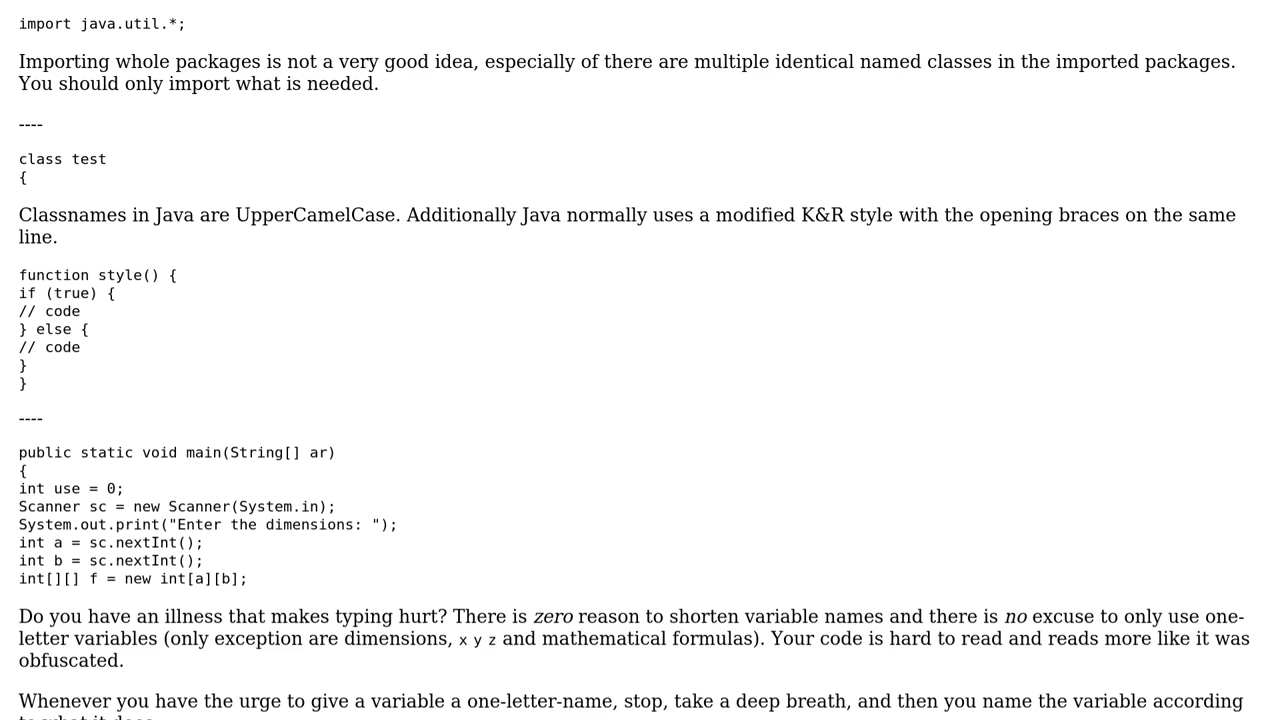 import java.util.*;
Importing whole packages is not a very good idea, especially of there are multiple identical named classes in the imported packages.
You should only import what is needed.
----
class test
{
Classnames in Java are UpperCamelCase. Additionally Java normally uses a modified K&R style with the opening braces on the same
line.
function style() {
if (true) {
// code
} else {
// code
}
}
----
public static void main(String[] ar)
{
int use = 0;
Scanner sc = new Scanner(System.in);
System.out.print("Enter the dimensions: ");
int a = sc.nextInt();
int b = sc.nextInt();
int[][] f = new int[a][b];
Do you have an illness that makes typing hurt? There is zero reason to shorten variable names and there is no excuse to only use one-
letter variables (only exception are dimensions, x y z and mathematical formulas). Your code is hard to read and reads more like it was
obfuscated.
Whenever you have the urge to give a variable a one-letter-name, stop, take a deep breath, and then you name the variable according
to what it does.